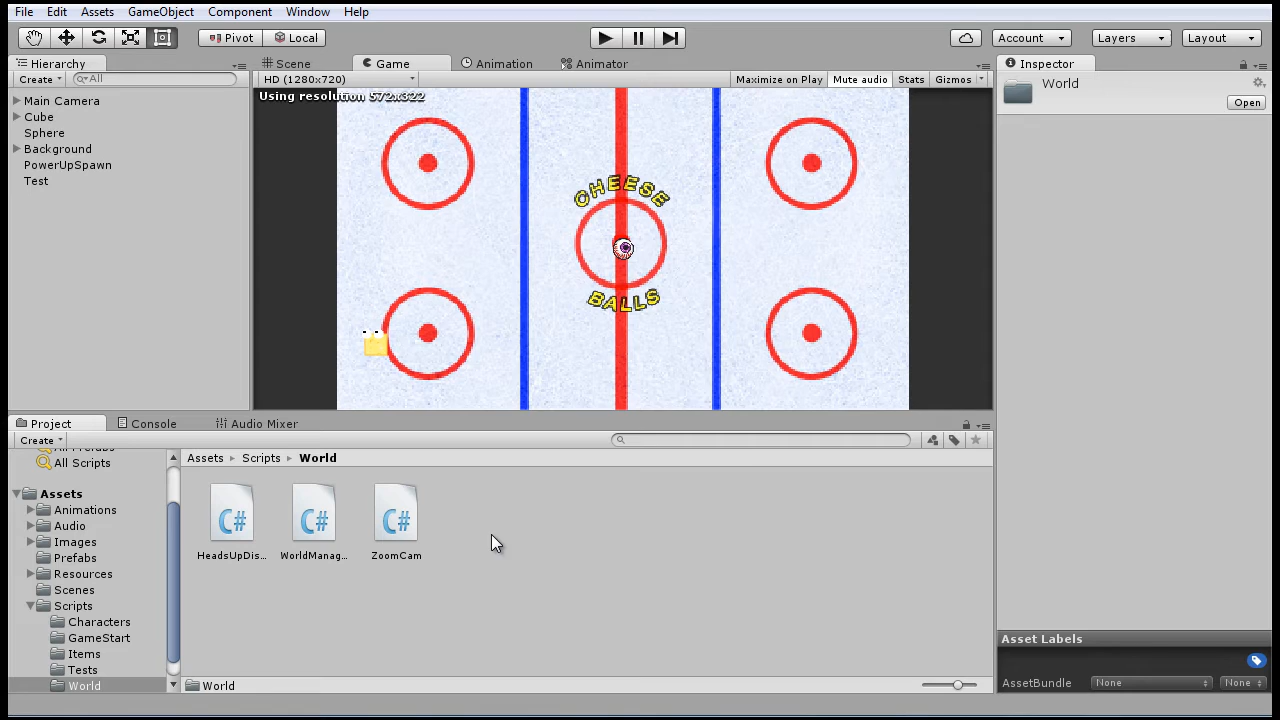 File Edit Assets GameObject Component Window Help
Pivot Local Account Layers Layout
Hierarchy Scene Game Animation Animator Inspector
Create All HD (1280x720) Maximize on Play Mute audio Stats Gizmos World
Using resolution 572x322 Open
Main Camera
Cube
Sphere
Background
PowerUpSpawn
Test
CHEESE
BALLS
Project Console Audio Mixer
Create
All Scripts Assets Scripts World
Assets
Animations
Audio
Images
Prefabs
Resources
Scenes
Scripts
Characters
GameStart
Items
Tests
World
C# C# C#
HeadsUpDis... WorldManag... ZoomCam
World
Asset Labels
AssetBundle None None